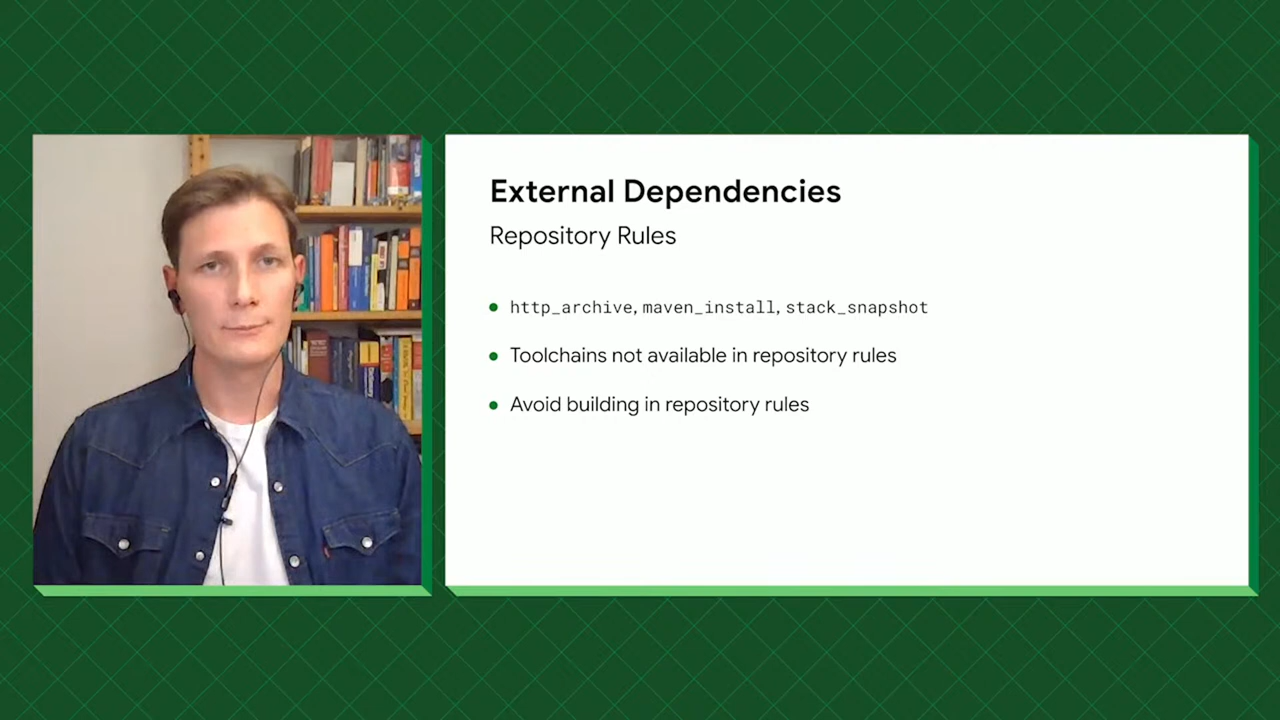 External Dependencies
Repository Rules
http_archive, maven_install, stack_snapshot
Toolchains not available in repository rules
Avoid building in repository rules